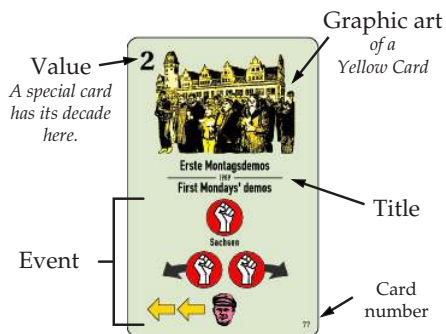 Graphic art
of a
Yellow Card
Value
A special card
has its decade
here.
2
Erste Montagsdemos
1989
First Mondays' demos
Title
Sachsen
Event
Card
number
77